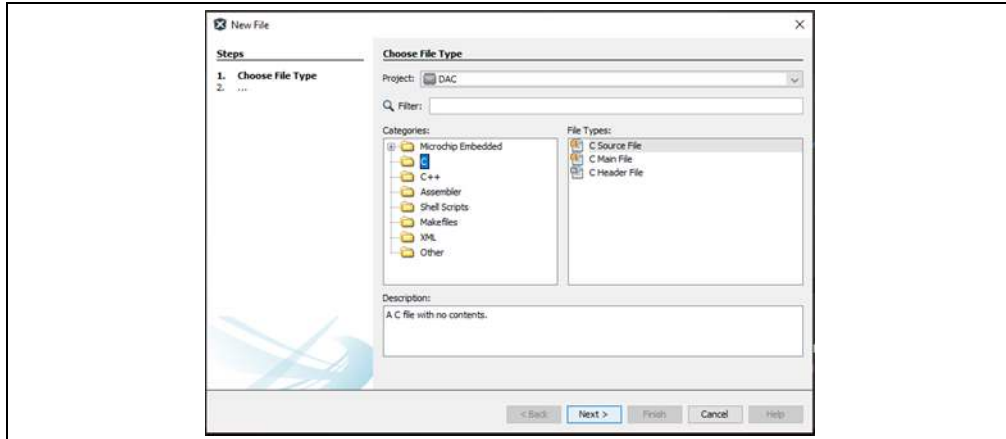 New File
Steps
1. Choose File Type
2. ...
Choose File Type
Project: DAC
Filter:
Categories:
Microchip Embedded
C
C++
Assembler
Shell Scripts
Makefiles
XML
Other
File Types:
C Source File
C Main File
C Header File
Description:
A C file with no contents.
< Back Next > Finish Cancel Help